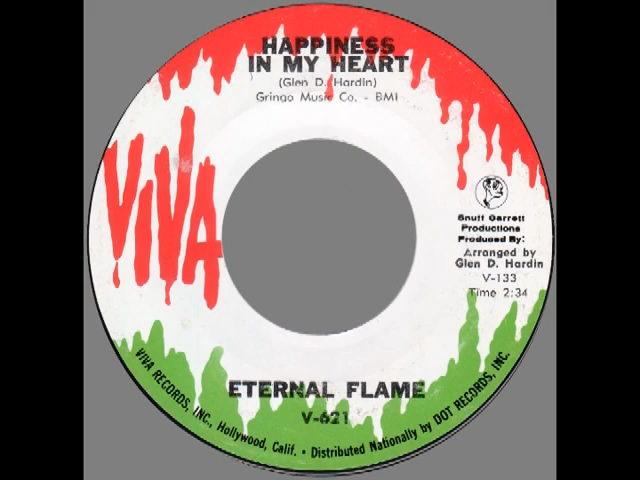 HAPPINESS
IN MY HEART
(Glen D. Hardin)
Gringo Music Co. - BMI
VIVA
Snuff Garrett
Productions
Produced By:
Arranged by
Glen D. Hardin
V-133
Time 2:34
ETERNAL FLAME
V-621
VIVA RECORDS, INC., Hollywood, Calif. • Distributed Nationally by DOT RECORDS, INC.